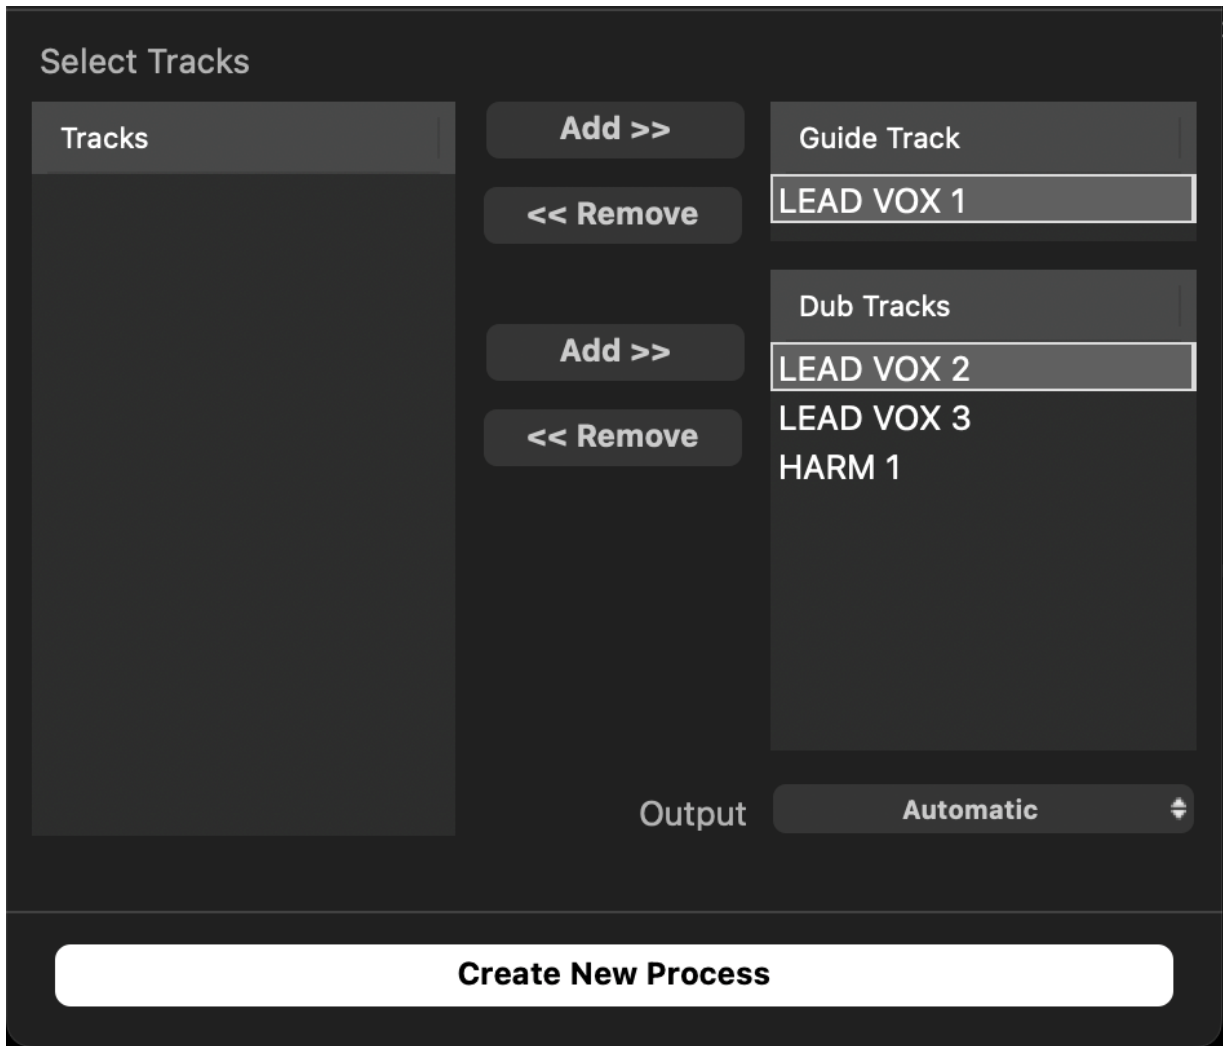 Select Tracks
Tracks
Add >>
<< Remove
Guide Track
LEAD VOX 1
Add >>
<< Remove
Dub Tracks
LEAD VOX 2
LEAD VOX 3
HARM 1
Output
Automatic
Create New Process